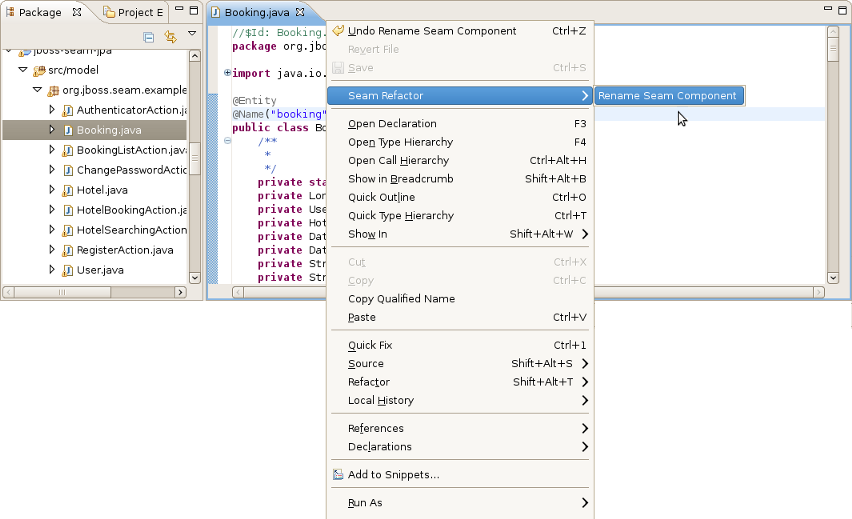 Package
Project E
jboss-seam-jpa
src/model
org.jboss.seam.example
AuthenticatorAction.j
Booking.java
BookingListAction.java
ChangePasswordActio
Hotel.java
HotelBookingAction.ja
HotelSearchingAction
RegisterAction.java
User.java
Booking.java
//$Id: Booking.
package org.jbo
import java.io.
@Entity
@Name("booking"
public class Bo
/**
*
*/
private sta
private Lon
private Use
private Hot
private Dat
private Dat
private Str
private Str
Undo Rename Seam Component Ctrl+Z
Revert File
Save Ctrl+S
Seam Refactor
Rename Seam Component
Open Declaration F3
Open Type Hierarchy F4
Open Call Hierarchy Ctrl+Alt+H
Show in Breadcrumb Shift+Alt+B
Quick Outline Ctrl+O
Quick Type Hierarchy Ctrl+T
Show In Shift+Alt+W
Cut Ctrl+X
Copy Ctrl+C
Copy Qualified Name
Paste Ctrl+V
Quick Fix Ctrl+1
Source Shift+Alt+S
Refactor Shift+Alt+T
Local History
References
Declarations
Add to Snippets...
Run As